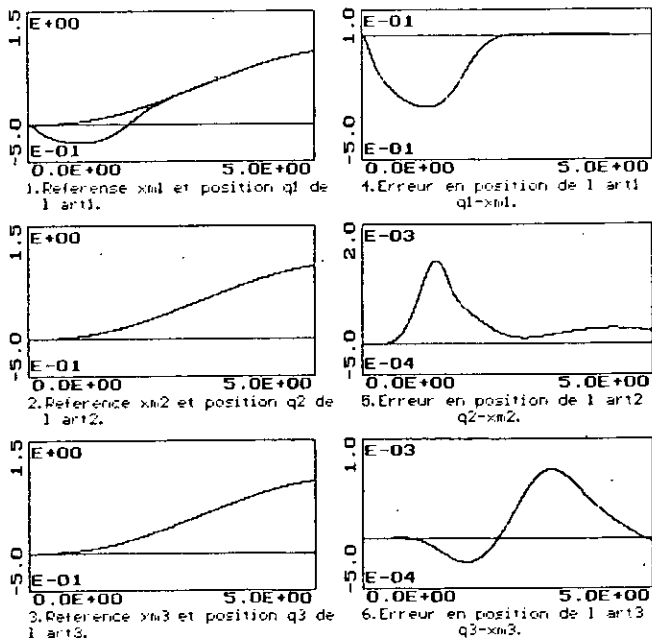 1.5
E+00
-5.0
E-01
0.0E+00 5.0E+00
1.Referense xm1 et position q1 de
l art1.
1.0
E-01
-5.0
E-01
0.0E+00 5.0E+00
4.Erreur en position de l art1
q1-xm1.
1.5
E+00
-5.0
E-01
0.0E+00 5.0E+00
2.Reference xm2 et position q2 de
l art2.
2.0
E-03
-5.0
E-04
0.0E+00 5.0E+00
5.Erreur en position de l art2
q2-xm2.
1.5
E+00
-5.0
E-01
0.0E+00 5.0E+00
3.Reference xm3 et position q3 de
l art3.
1.0
E-03
-5.0
E-04
0.0E+00 5.0E+00
6.Erreur en position de l art3
q3-xm3.